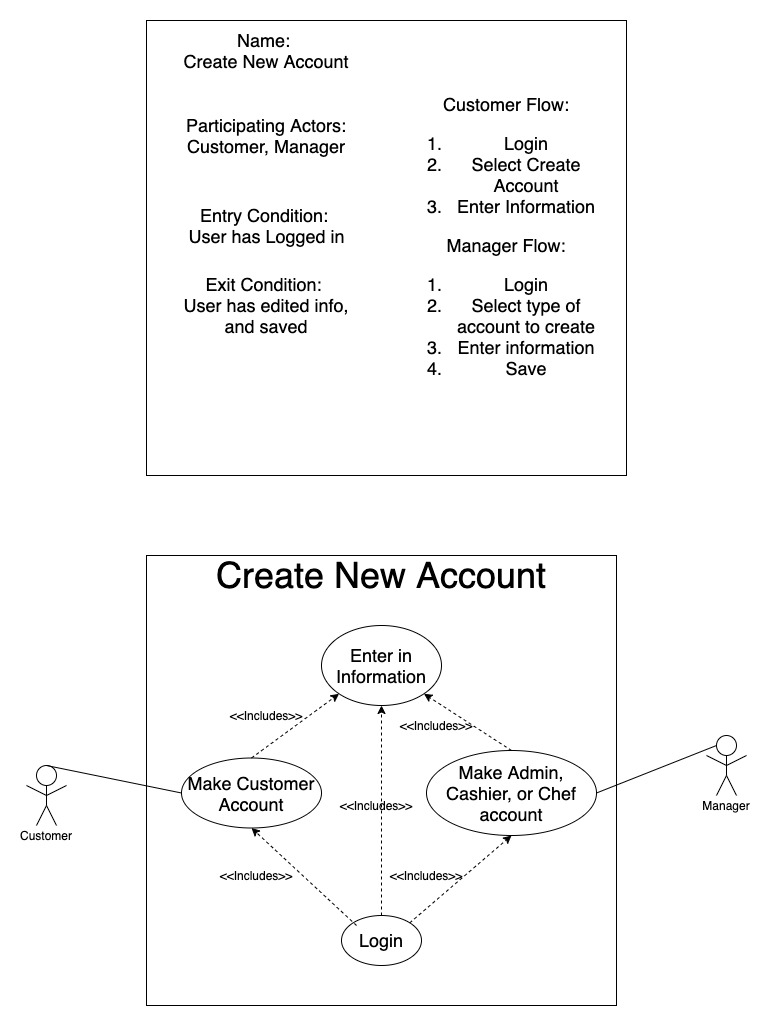 Name:
Create New Account
Participating Actors:
Customer, Manager
Entry Condition:
User has Logged in
Exit Condition:
User has edited info,
and saved
Customer Flow:
1. Login
2. Select Create
Account
3. Enter Information
Manager Flow:
1. Login
2. Select type of
account to create
3. Enter information
4. Save
Create New Account
Enter in
Information
<<Includes>>
<<Includes>>
Make Customer
Account
Make Admin,
Cashier, or Chef
account
<<Includes>>
Customer
Manager
<<Includes>>
<<Includes>>
Login